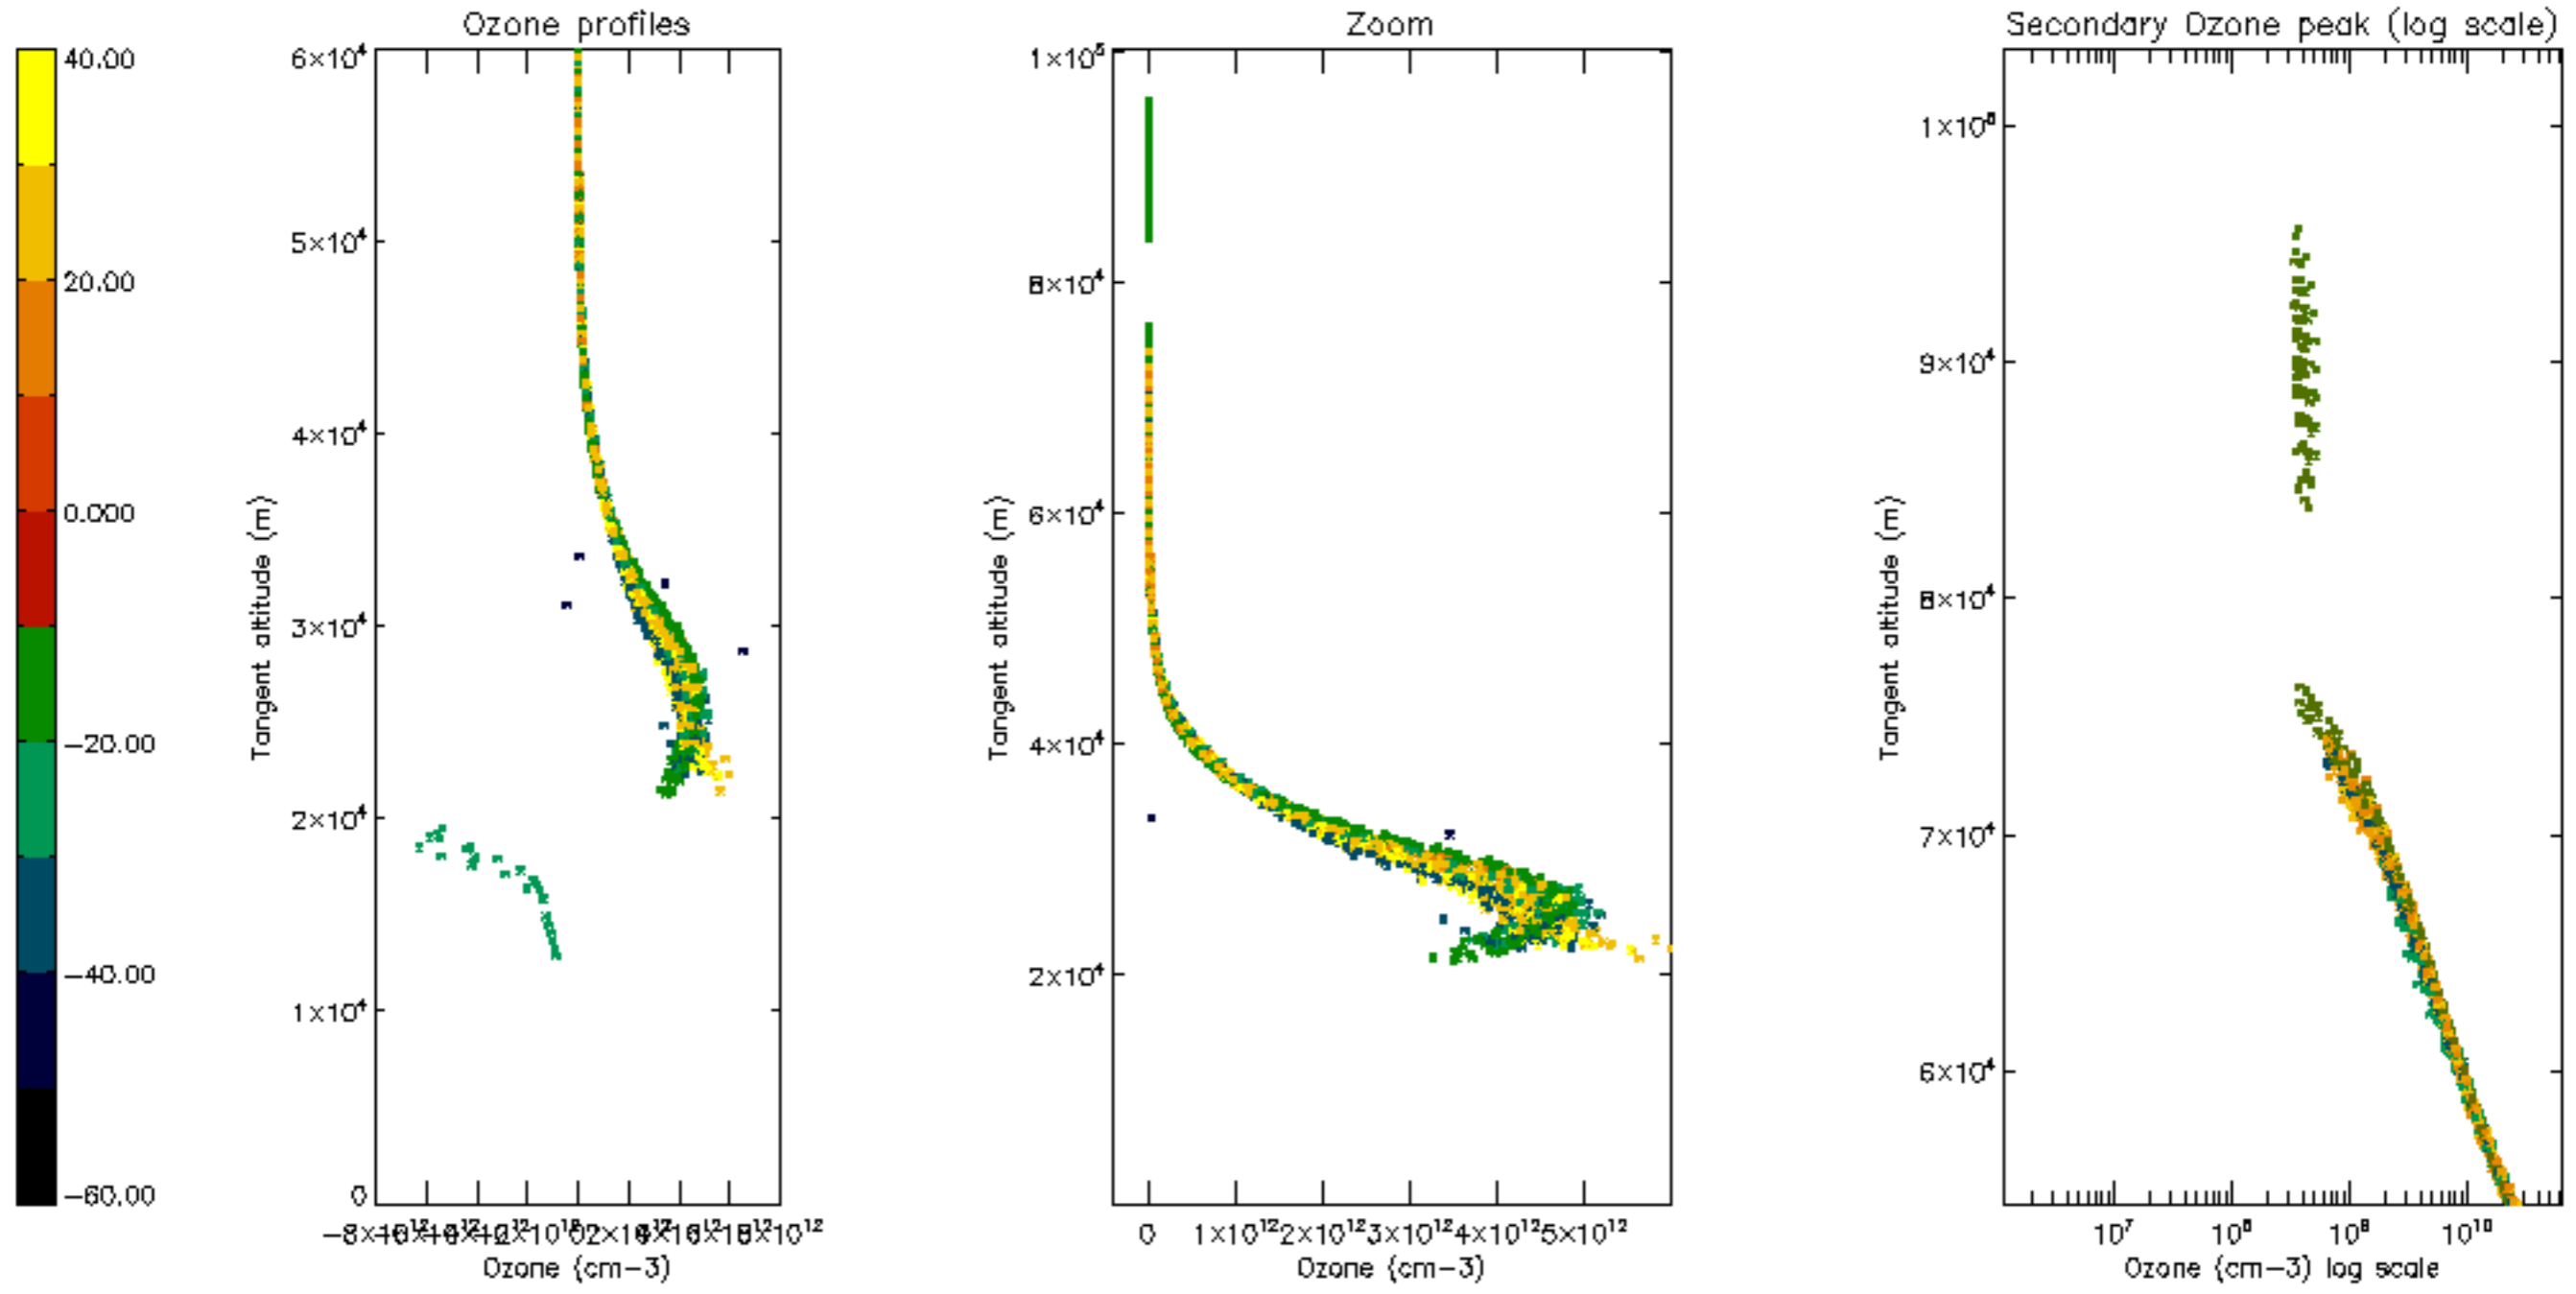 Ozone profiles
Zoom
Secondary Ozone peak (log scale)
40.00
20.00
0.000
-20.00
-40.00
-60.00
6×10⁴
5×10⁴
4×10⁴
3×10⁴
2×10⁴
1×10⁴
0
Tangent altitude (m)
Ozone (cm-3)
1×10⁵
8×10⁴
6×10⁴
4×10⁴
2×10⁴
Tangent altitude (m)
0 1×10¹² 2×10¹² 3×10¹² 4×10¹² 5×10¹²
Ozone (cm-3)
1×10⁵
9×10⁴
8×10⁴
7×10⁴
6×10⁴
Tangent altitude (m)
10⁷ 10⁸ 10⁹ 10¹⁰
Ozone (cm-3) log scale